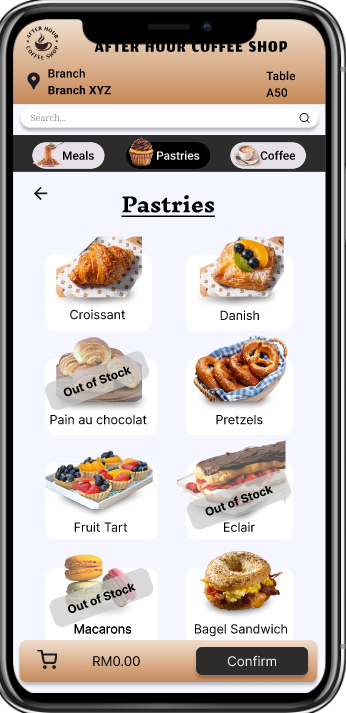 AFTER HOUR
COFFEE SHOP
AFTER HOUR COFFEE SHOP
Branch
Branch XYZ
Table
A50
Search...
Meals
Pastries
Coffee
Pastries
Croissant
Danish
Out of Stock
Pain au chocolat
Pretzels
Fruit Tart
Out of Stock
Eclair
Out of Stock
Macarons
Bagel Sandwich
RM0.00
Confirm